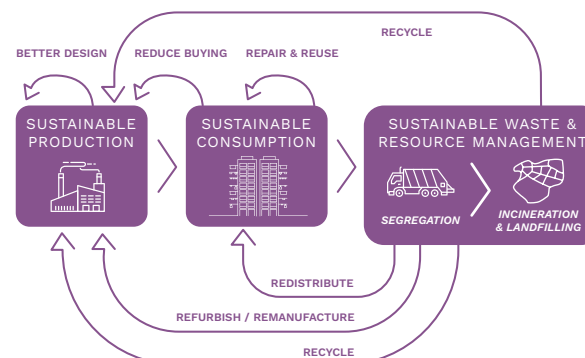 RECYCLE
BETTER DESIGN
REDUCE BUYING
REPAIR & REUSE
SUSTAINABLE
PRODUCTION
SUSTAINABLE
CONSUMPTION
SUSTAINABLE WASTE &
RESOURCE MANAGEMENT
SEGREGATION
INCINERATION
& LANDFILLING
REDISTRIBUTE
REFURBISH / REMANUFACTURE
RECYCLE